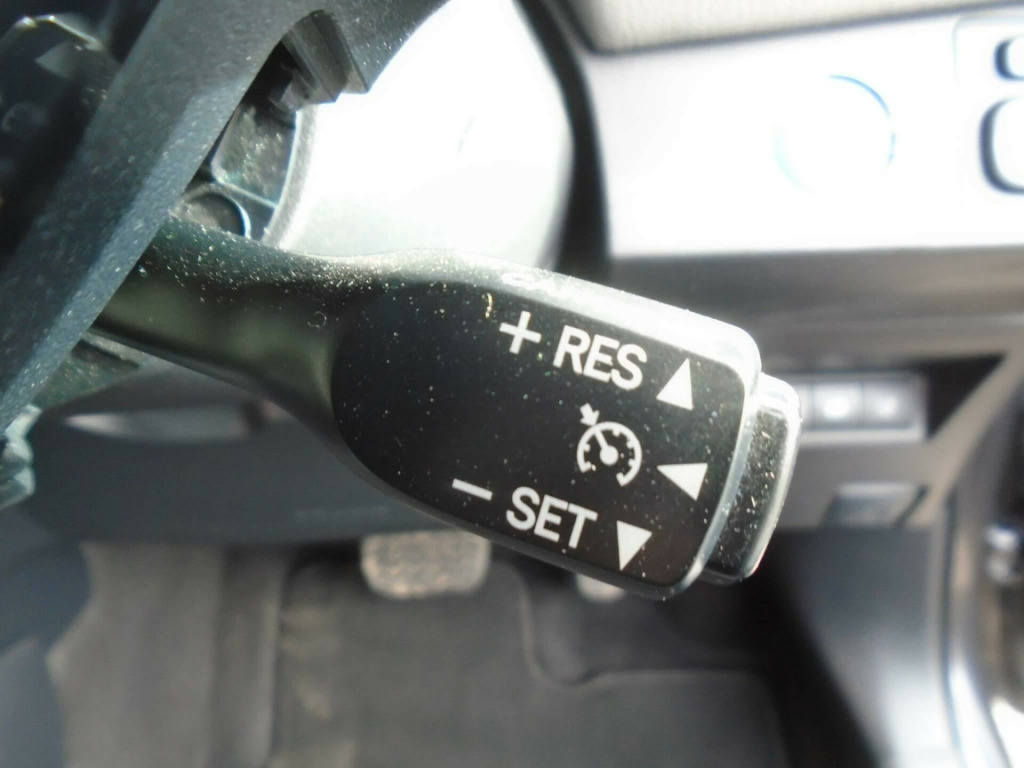 + RES
− SET